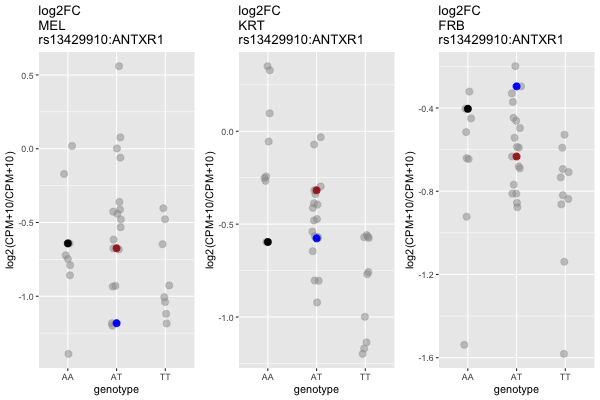 log2FC
MEL
rs13429910:ANTXR1
log2(CPM+10/CPM+10)
0.5
0.0
-0.5
-1.0
AA
AT
TT
genotype
log2FC
KRT
rs13429910:ANTXR1
log2(CPM+10/CPM+10)
0.0
-0.5
-1.0
AA
AT
TT
genotype
log2FC
FRB
rs13429910:ANTXR1
log2(CPM+10/CPM+10)
-0.4
-0.8
-1.2
-1.6
AA
AT
TT
genotype